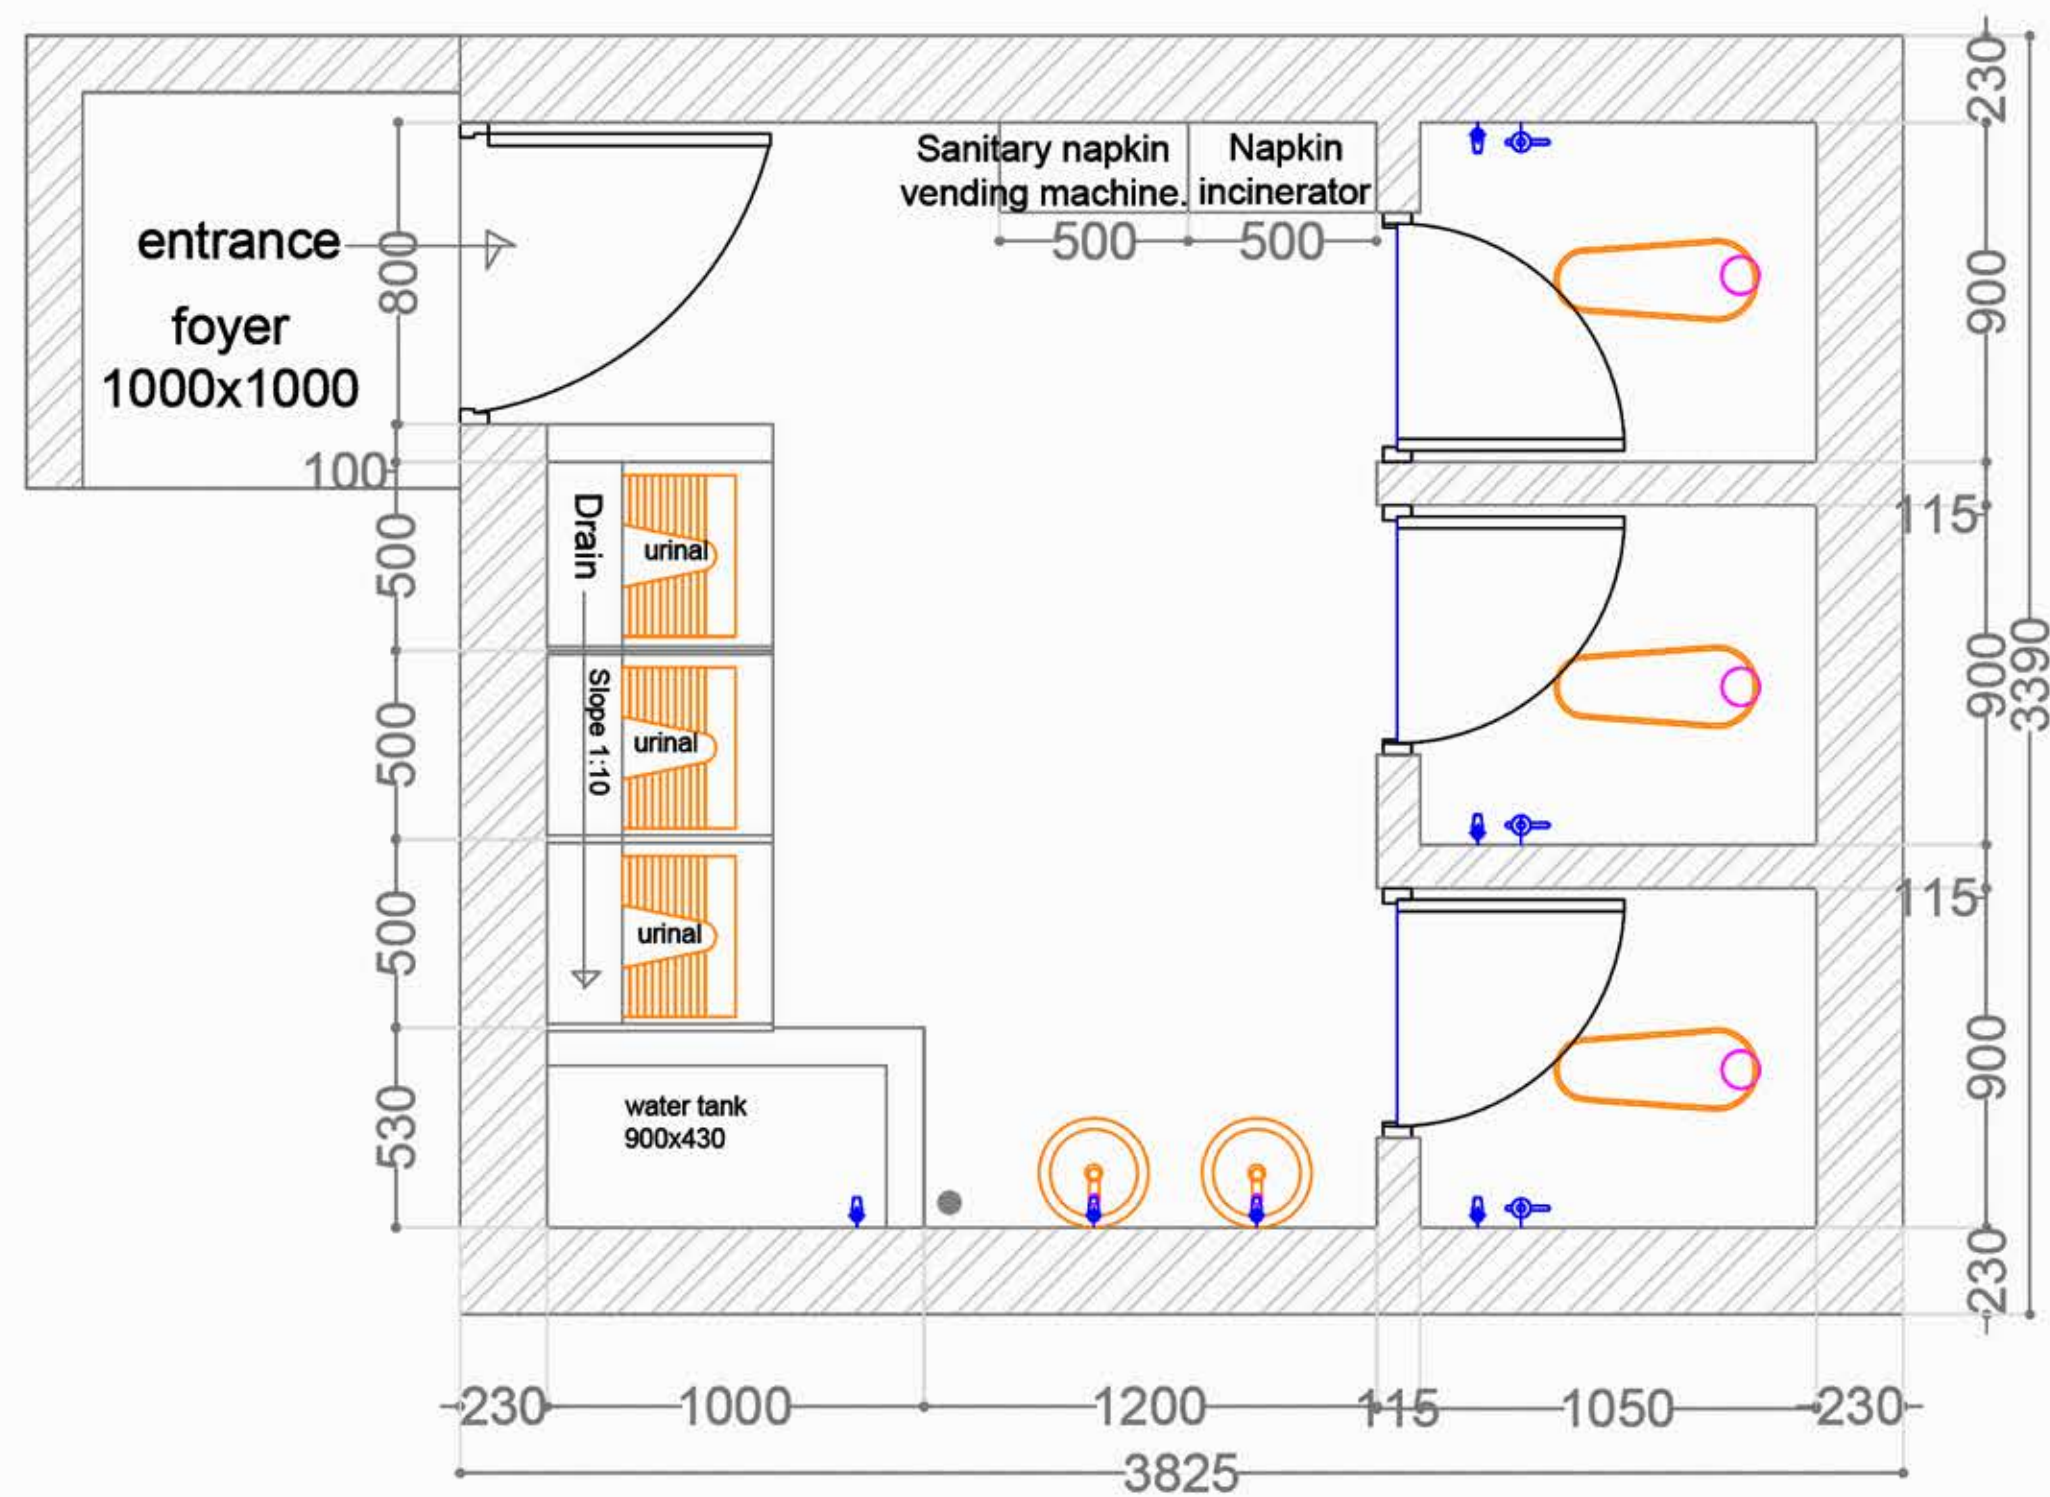 Sanitary napkin
vending machine.
Napkin
incinerator
500
500
entrance
foyer
1000x1000
800
100
500
500
500
530
Drain
Slope 1:10
urinal
urinal
urinal
water tank
900x430
230
900
115
900
115
900
230
3390
230
1000
1200
115
1050
230
3825